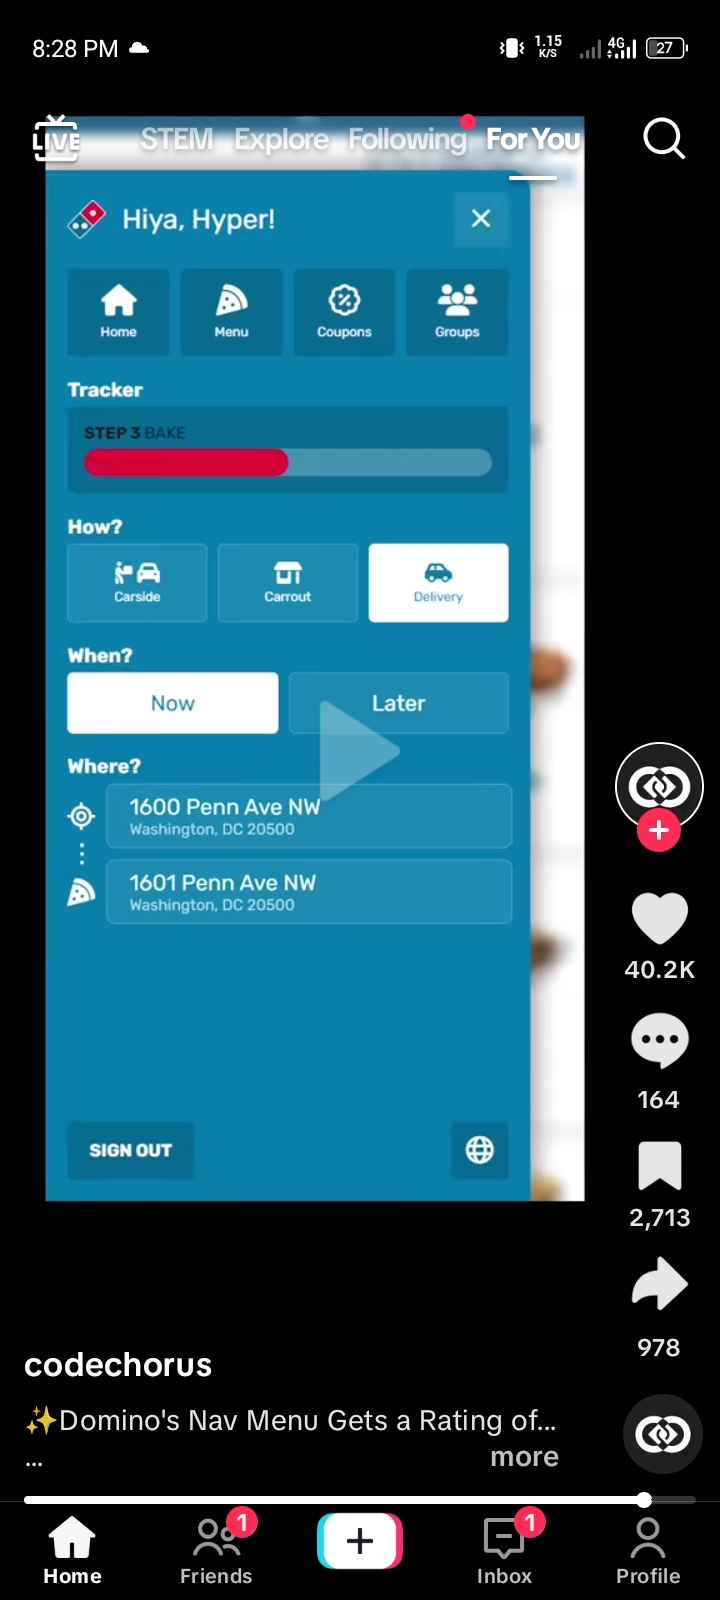 8:28 PM
1.15
K/S
4G
27
LIVE
STEM Explore Following For You
Hiya, Hyper!
Home Menu Coupons Groups
Tracker
STEP 3 BAKE
How?
Carside Carrout Delivery
When?
Now Later
Where?
1600 Penn Ave NW
Washington, DC 20500
1601 Penn Ave NW
Washington, DC 20500
SIGN OUT
40.2K
164
2,713
978
codechorus
✨Domino's Nav Menu Gets a Rating of...
... more
1
1
Home Friends Inbox Profile